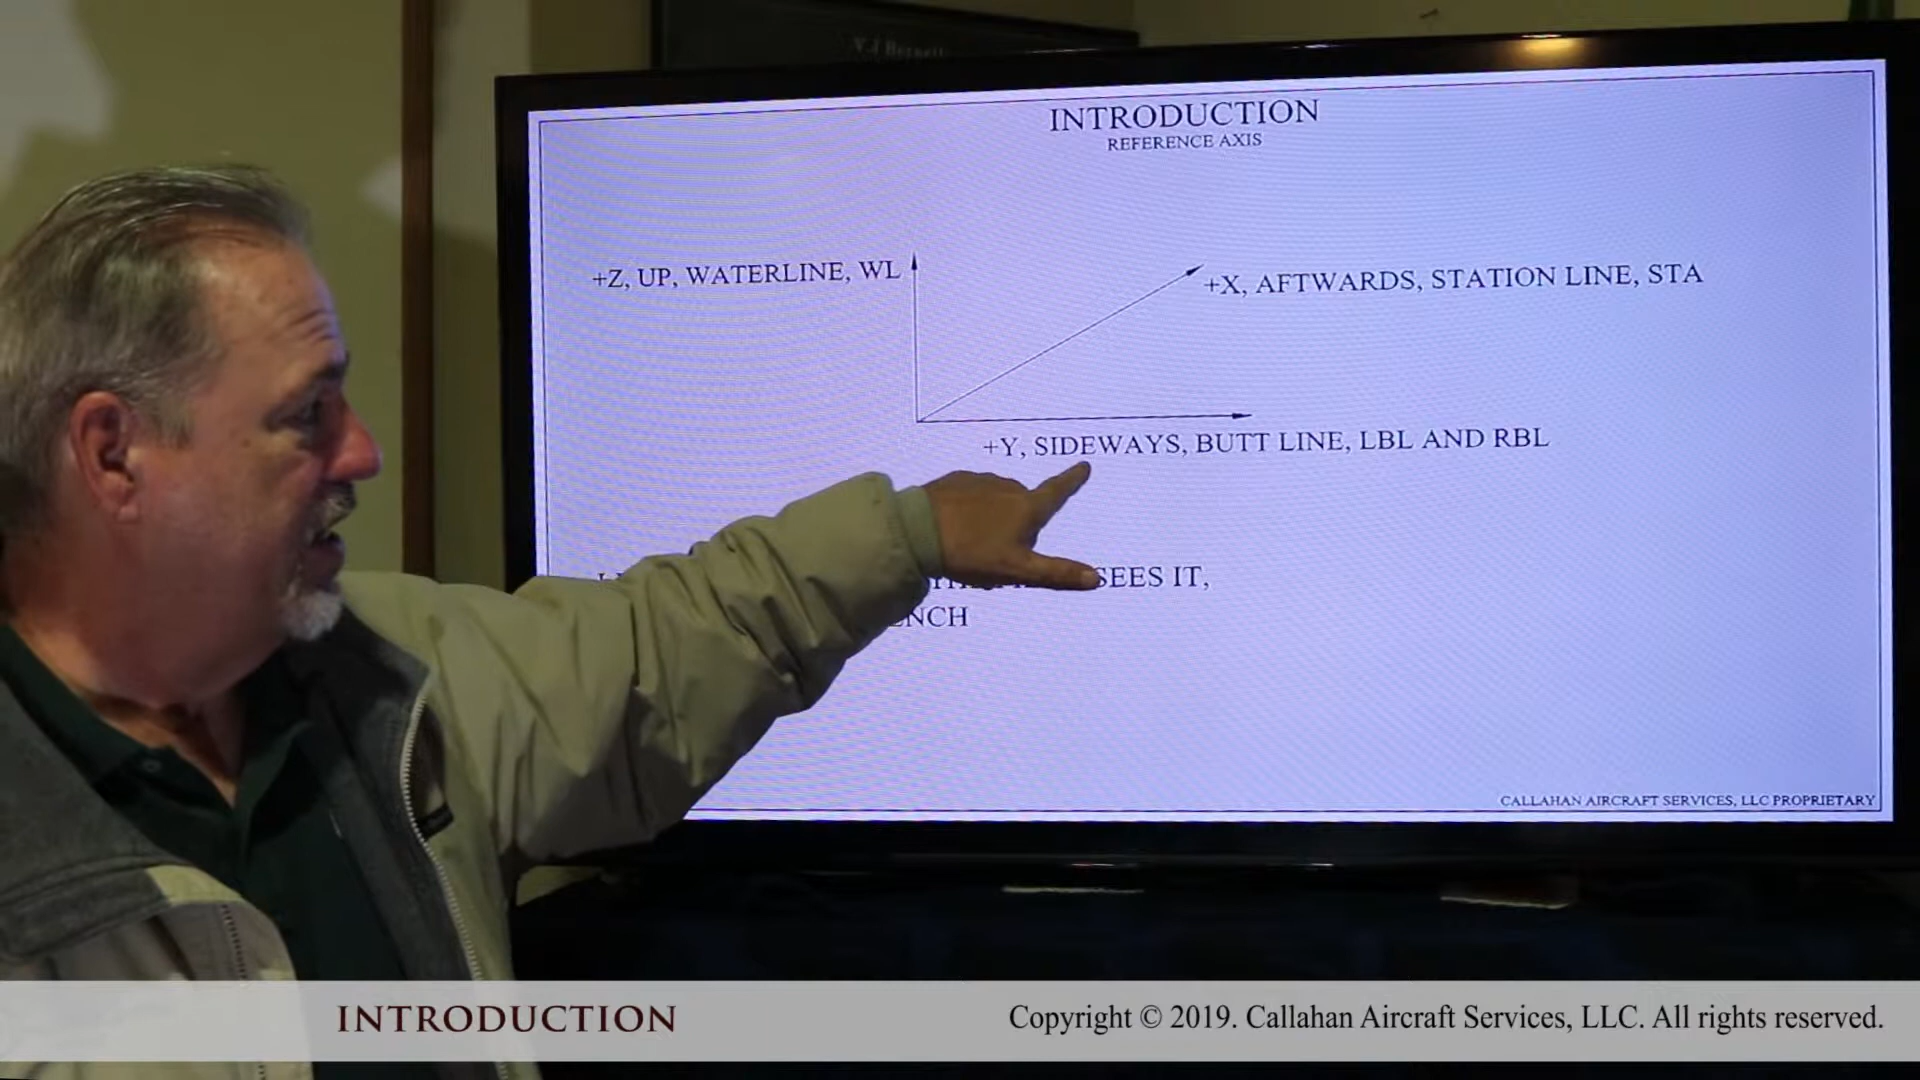 INTRODUCTION
REFERENCE AXIS
+Z, UP, WATERLINE, WL
+X, AFTWARDS, STATION LINE, STA
+Y, SIDEWAYS, BUTT LINE, LBL AND RBL
SEES IT,
CALLAHAN AIRCRAFT SERVICES, LLC PROPRIETARY
INTRODUCTION
Copyright © 2019. Callahan Aircraft Services, LLC. All rights reserved.